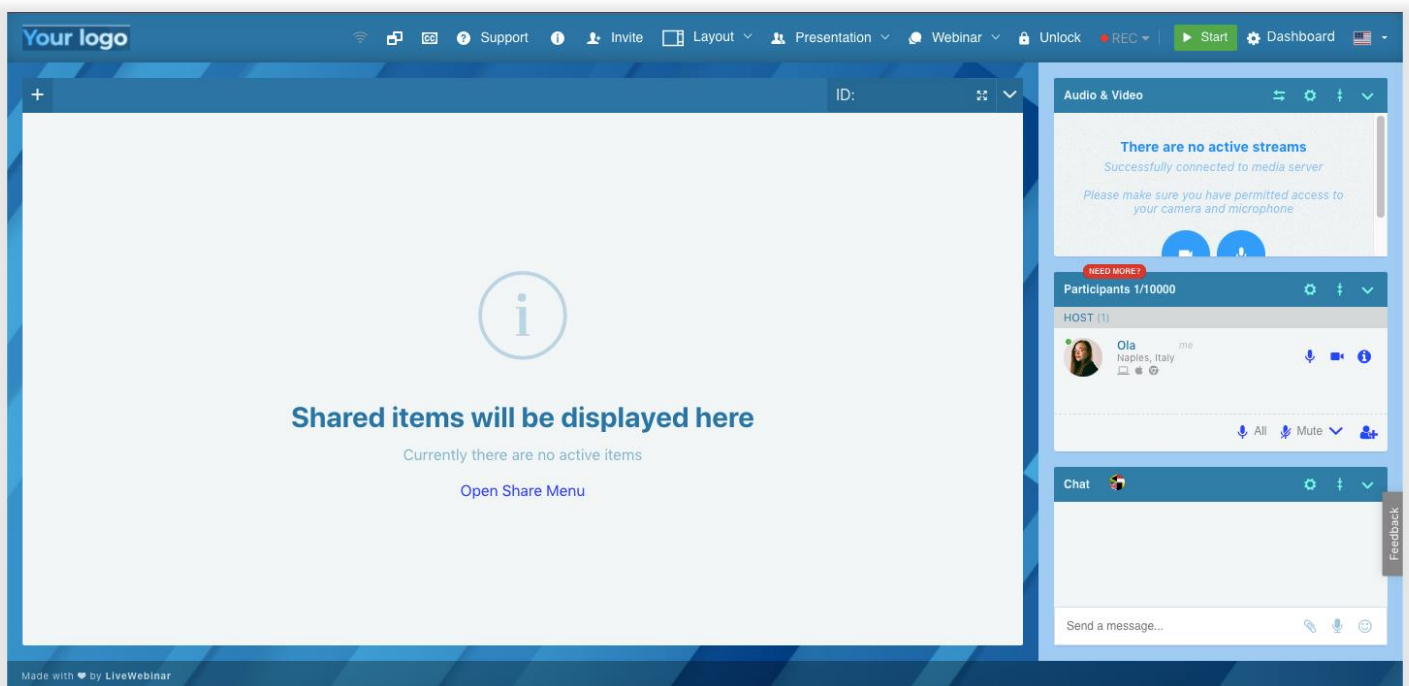 Your logo
CC Support Invite Layout Presentation Webinar Unlock REC Start Dashboard
+ ID:
Shared items will be displayed here
Currently there are no active items
Open Share Menu
Audio & Video
There are no active streams
Successfully connected to media server
Please make sure you have permitted access to
your camera and microphone
NEED MORE?
Participants 1/10000
HOST (1)
Ola me
Naples, Italy
All Mute
Chat
Send a message...
Feedback
Made with ❤ by LiveWebinar